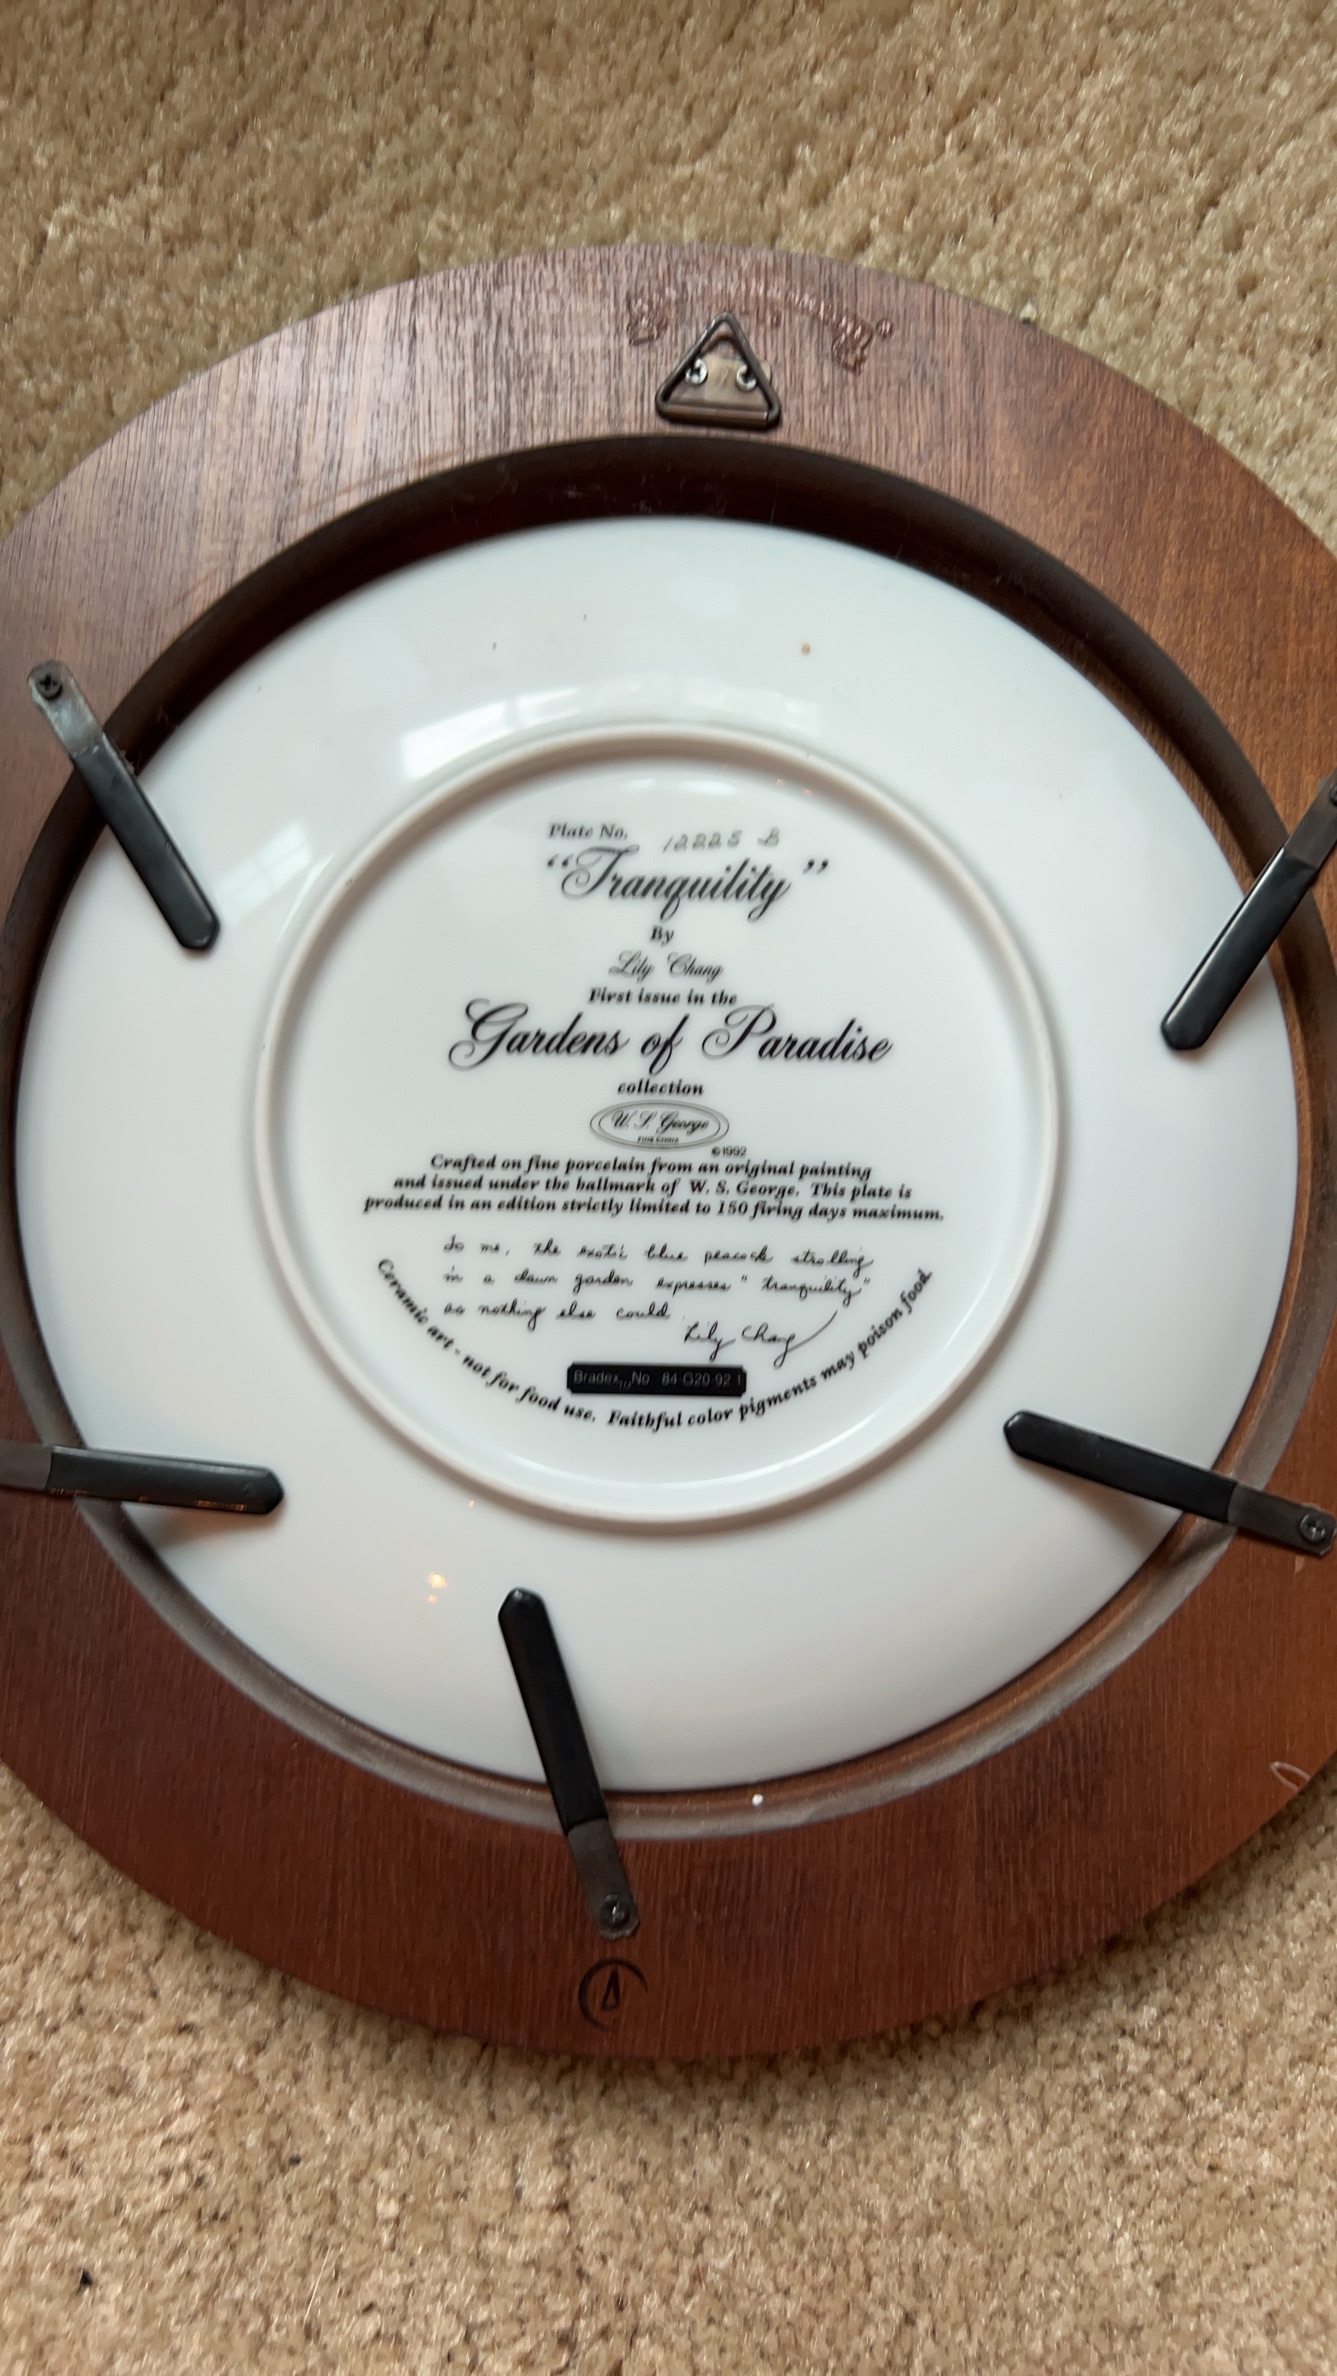 Plate No. 12225 B
“Tranquility”
By
Lily Chang
First issue in the
Gardens of Paradise
collection
W. S. George
FINE CHINA
©1992
Crafted on fine porcelain from an original painting
and issued under the hallmark of W. S. George. This plate is
produced in an edition strictly limited to 150 firing days maximum.
To me, the exotic blue peacock strolling
in a dawn garden expresses "tranquility"
as nothing else could.
Lily Chang
Bradex No 84-G20-92.1
Ceramic art - not for food use. Faithful color pigments may poison food.